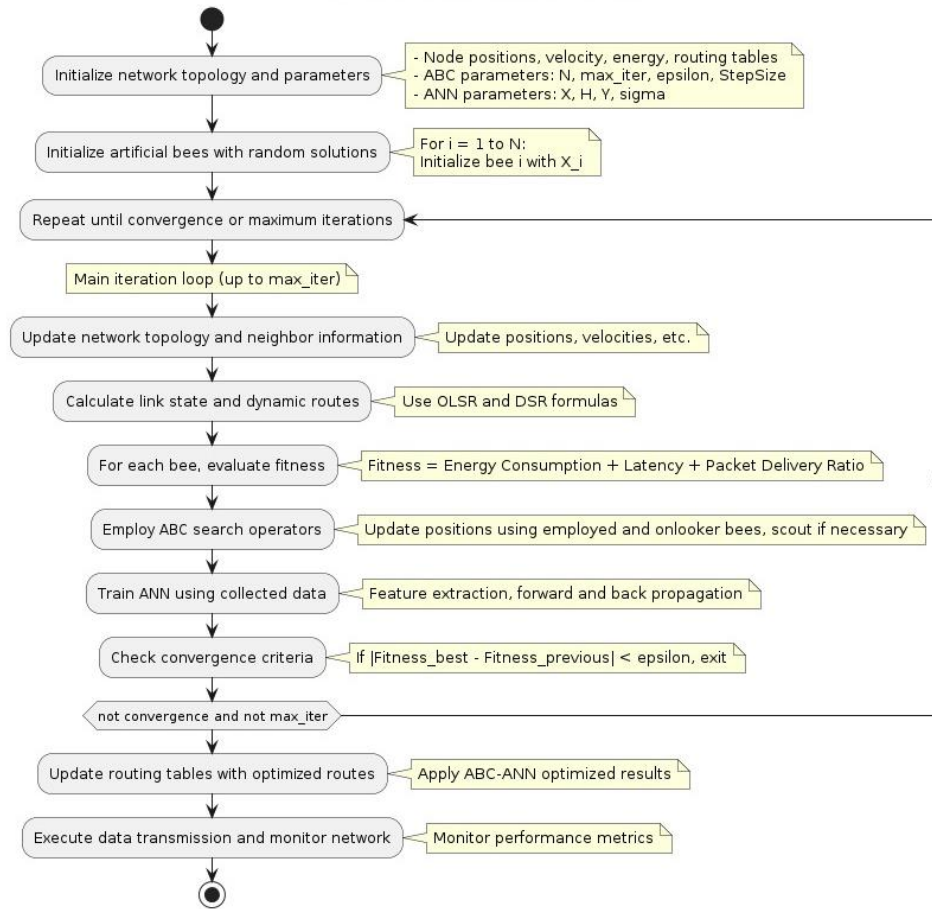 Initialize network topology and parameters
- Node positions, velocity, energy, routing tables
- ABC parameters: N, max_iter, epsilon, StepSize
- ANN parameters: X, H, Y, sigma
Initialize artificial bees with random solutions
For i = 1 to N:
Initialize bee i with X_i
Repeat until convergence or maximum iterations
Main iteration loop (up to max_iter)
Update network topology and neighbor information
Update positions, velocities, etc.
Calculate link state and dynamic routes
Use OLSR and DSR formulas
For each bee, evaluate fitness
Fitness = Energy Consumption + Latency + Packet Delivery Ratio
Employ ABC search operators
Update positions using employed and onlooker bees, scout if necessary
Train ANN using collected data
Feature extraction, forward and back propagation
Check convergence criteria
If |Fitness_best - Fitness_previous| < epsilon, exit
not convergence and not max_iter
Update routing tables with optimized routes
Apply ABC-ANN optimized results
Execute data transmission and monitor network
Monitor performance metrics